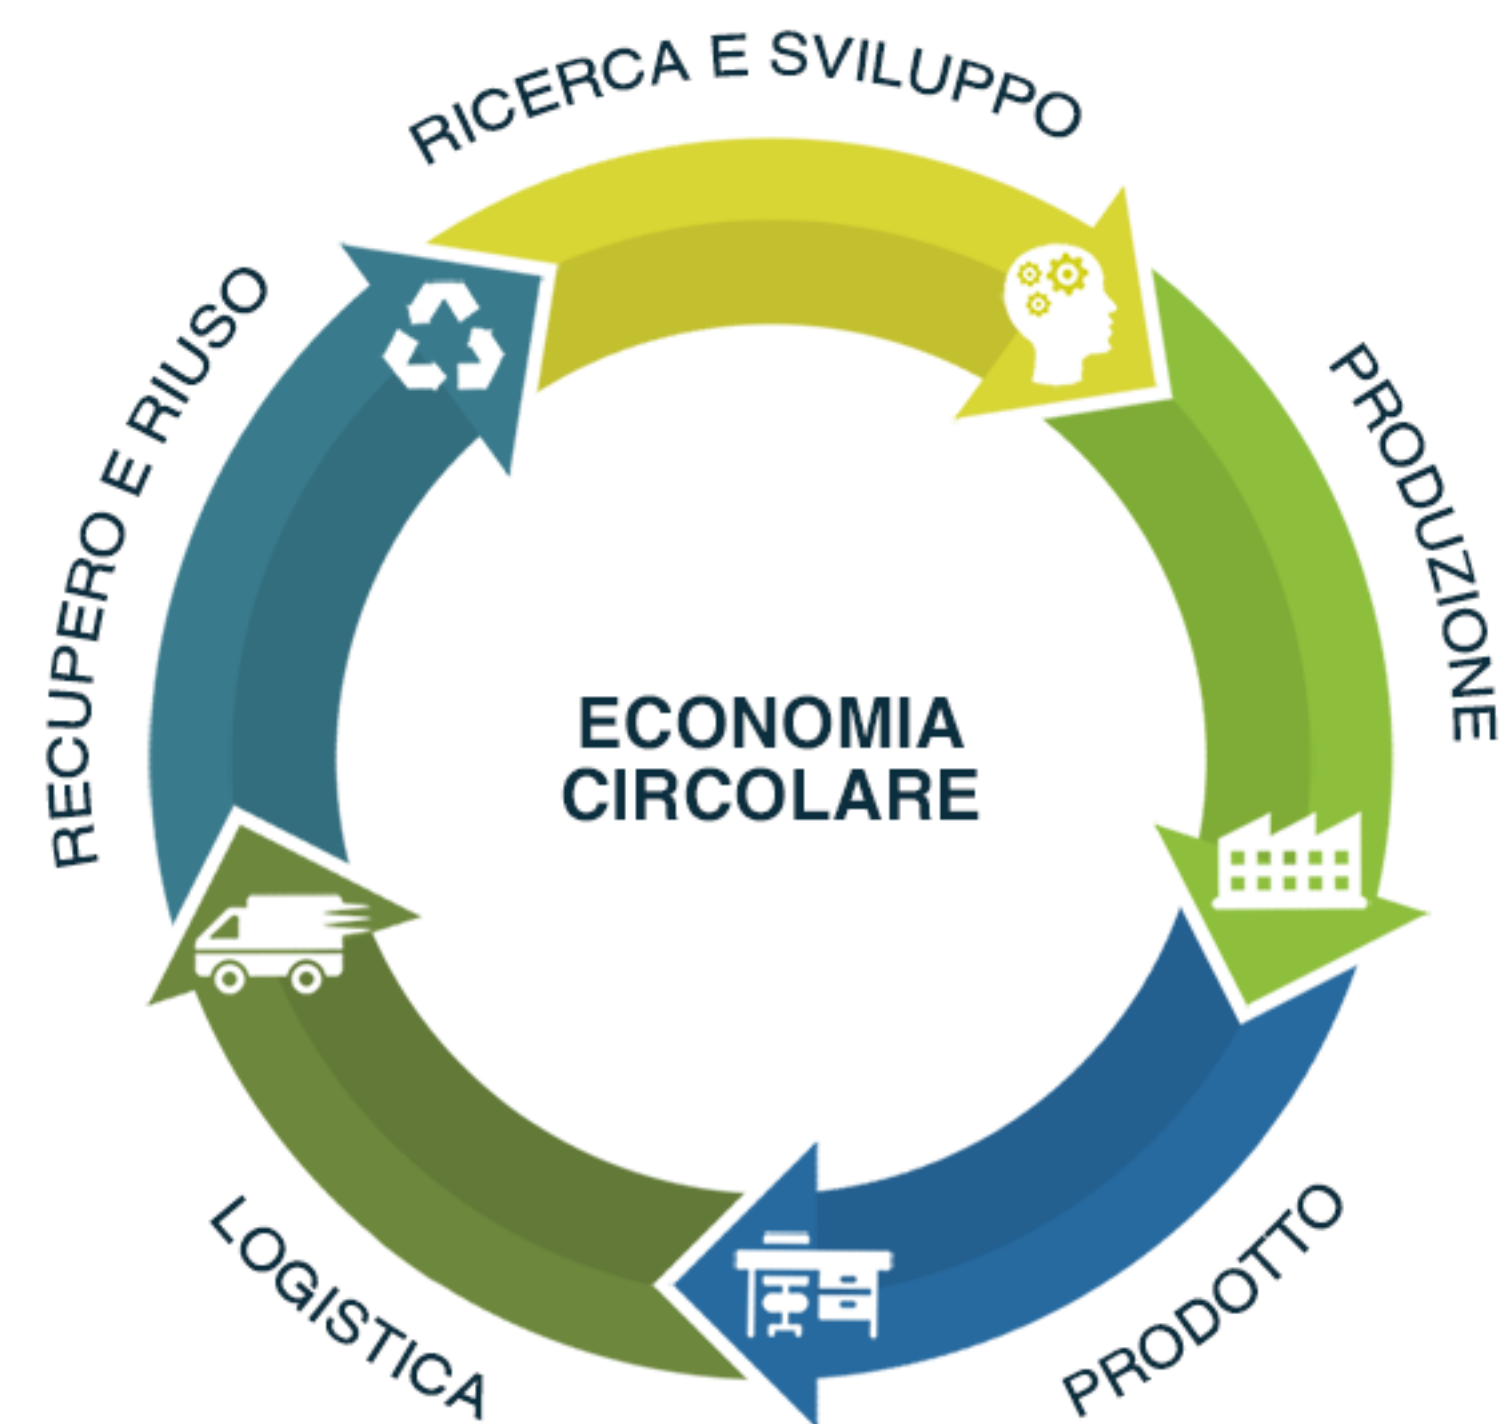 RICERCA E SVILUPPO
PRODUZIONE
PRODOTTO
LOGISTICA
RECUPERO E RIUSO
ECONOMIA
CIRCOLARE